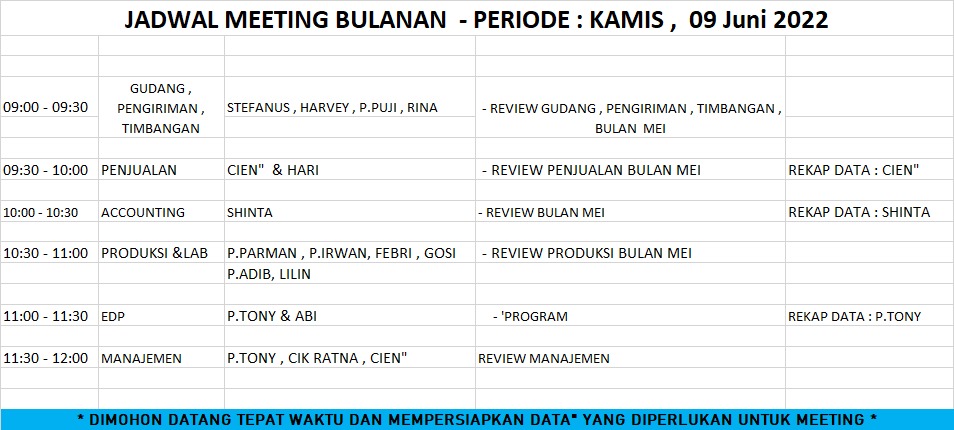 JADWAL MEETING BULANAN - PERIODE : KAMIS , 09 Juni 2022
09:00 - 09:30
GUDANG ,
PENGIRIMAN ,
TIMBANGAN
STEFANUS , HARVEY , P.PUJI , RINA
- REVIEW GUDANG , PENGIRIMAN , TIMBANGAN ,
BULAN MEI
09:30 - 10:00 PENJUALAN CIEN" & HARI - REVIEW PENJUALAN BULAN MEI REKAP DATA : CIEN"
10:00 - 10:30 ACCOUNTING SHINTA - REVIEW BULAN MEI REKAP DATA : SHINTA
10:30 - 11:00 PRODUKSI &LAB P.PARMAN , P.IRWAN, FEBRI , GOSI - REVIEW PRODUKSI BULAN MEI
P.ADIB, LILIN
11:00 - 11:30 EDP P.TONY & ABI - 'PROGRAM REKAP DATA : P.TONY
11:30 - 12:00 MANAJEMEN P.TONY , CIK RATNA , CIEN" REVIEW MANAJEMEN
* DIMOHON DATANG TEPAT WAKTU DAN MEMPERSIAPKAN DATA" YANG DIPERLUKAN UNTUK MEETING *